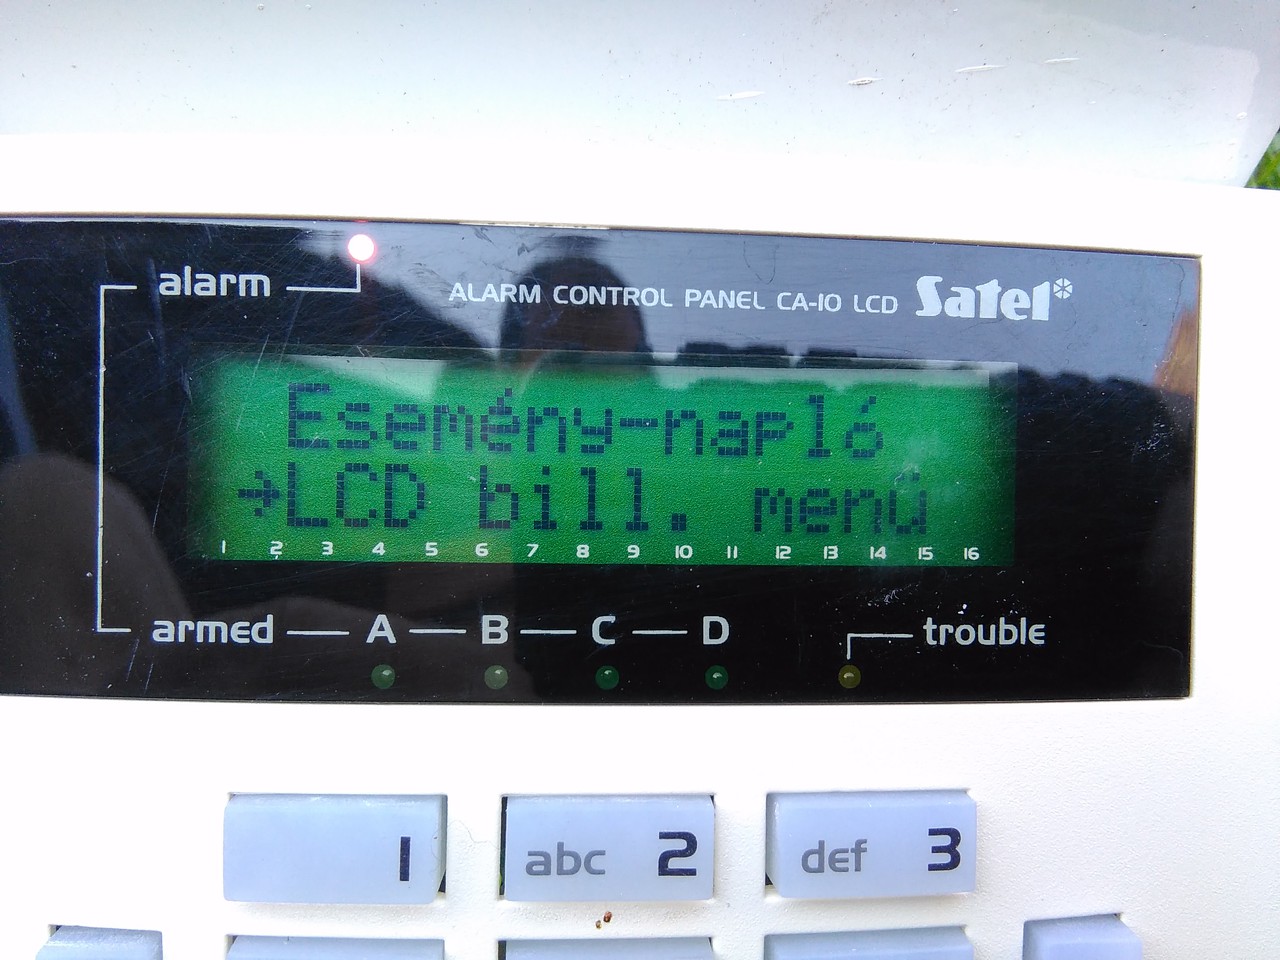 alarm
ALARM CONTROL PANEL CA-10 LCD Satel
Esemény-napló
→LCD bill. menü
1 2 3 4 5 6 7 8 9 10 11 12 13 14 15 16
armed A B C D trouble
1 abc 2 def 3